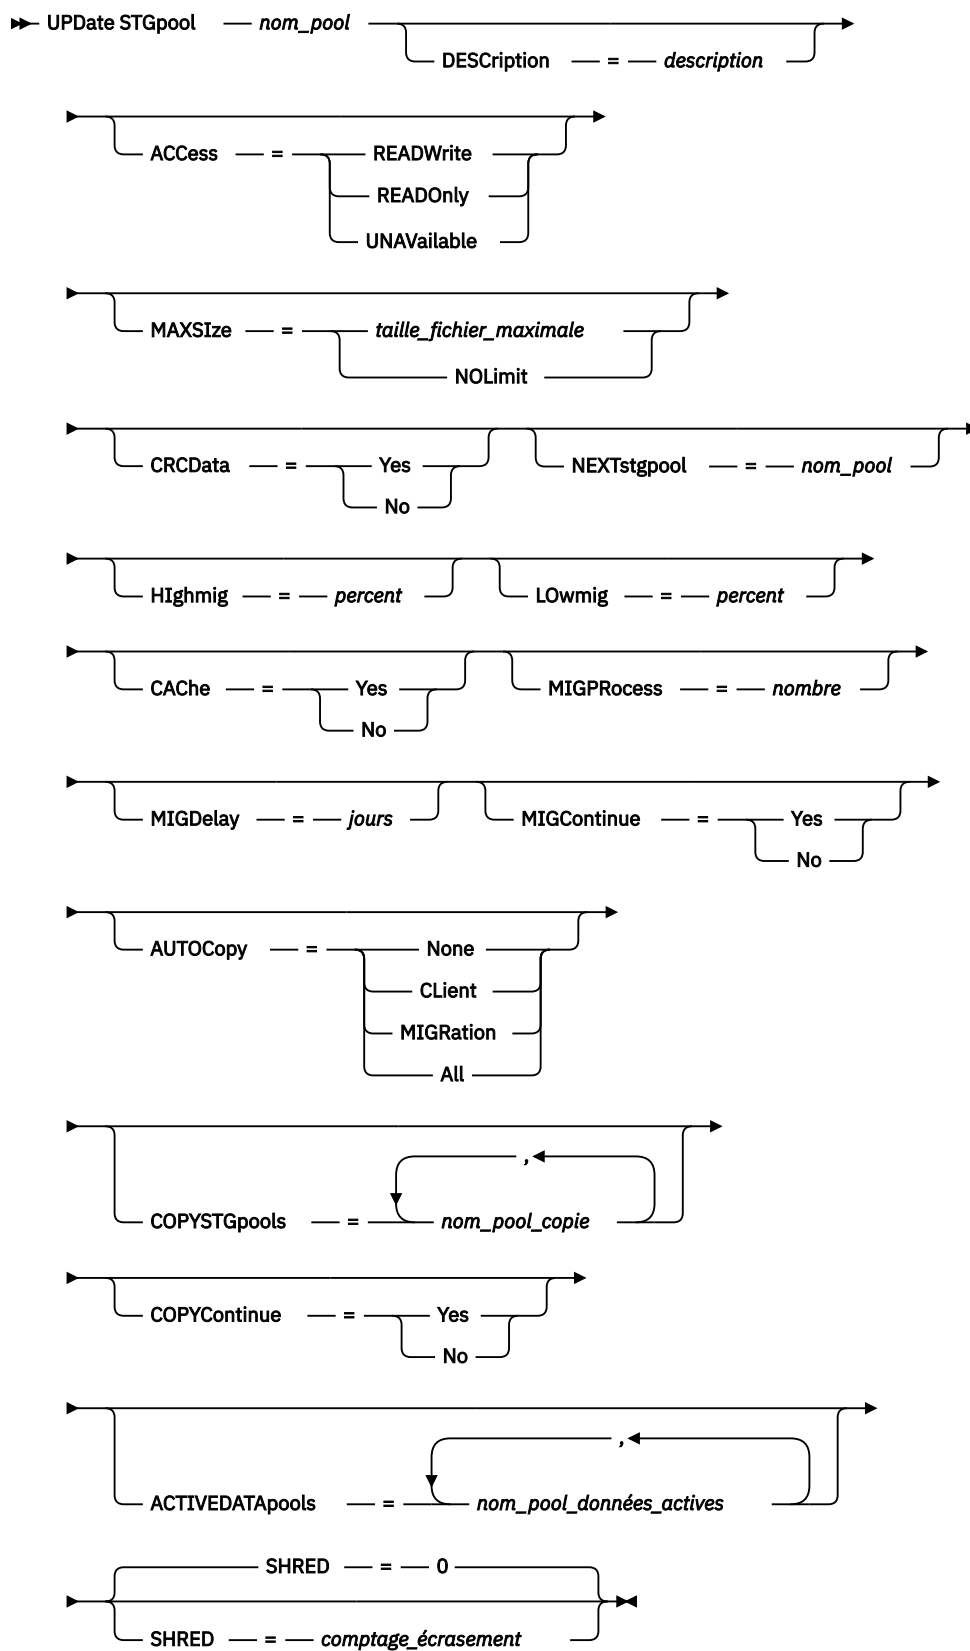 UPDate STGpool nom_pool
DESCription = description
ACCess = READWrite
READOnly
UNAVailable
MAXSIze = taille_fichier_maximale
NOLimit
CRCData = Yes NEXTstgpool = nom_pool
No
HIghmig = percent LOwmig = percent
CAChe = Yes MIGPRocess = nombre
No
MIGDelay = jours MIGContinue = Yes
No
AUTOCopy = None
CLient
MIGRation
All
,
COPYSTGpools = nom_pool_copie
COPYContinue = Yes
No
,
ACTIVEDATApools = nom_pool_données_actives
SHRED = 0
SHRED = comptage_écrasement